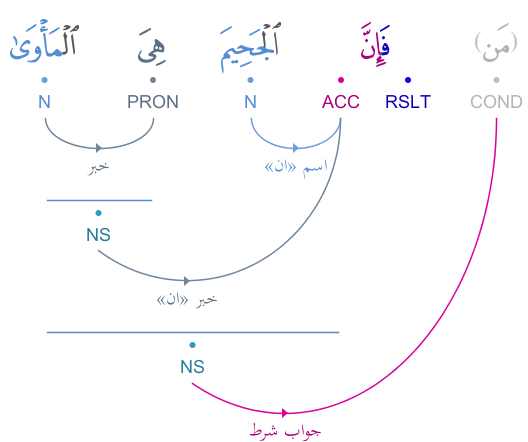 (مَن) فَإِنَّ ٱلْجَحِيمَ هِىَ ٱلْمَأْوَىٰ
COND RSLT ACC N PRON N
خبر اسم «ان»
NS
خبر «ان»
NS
جواب شرط